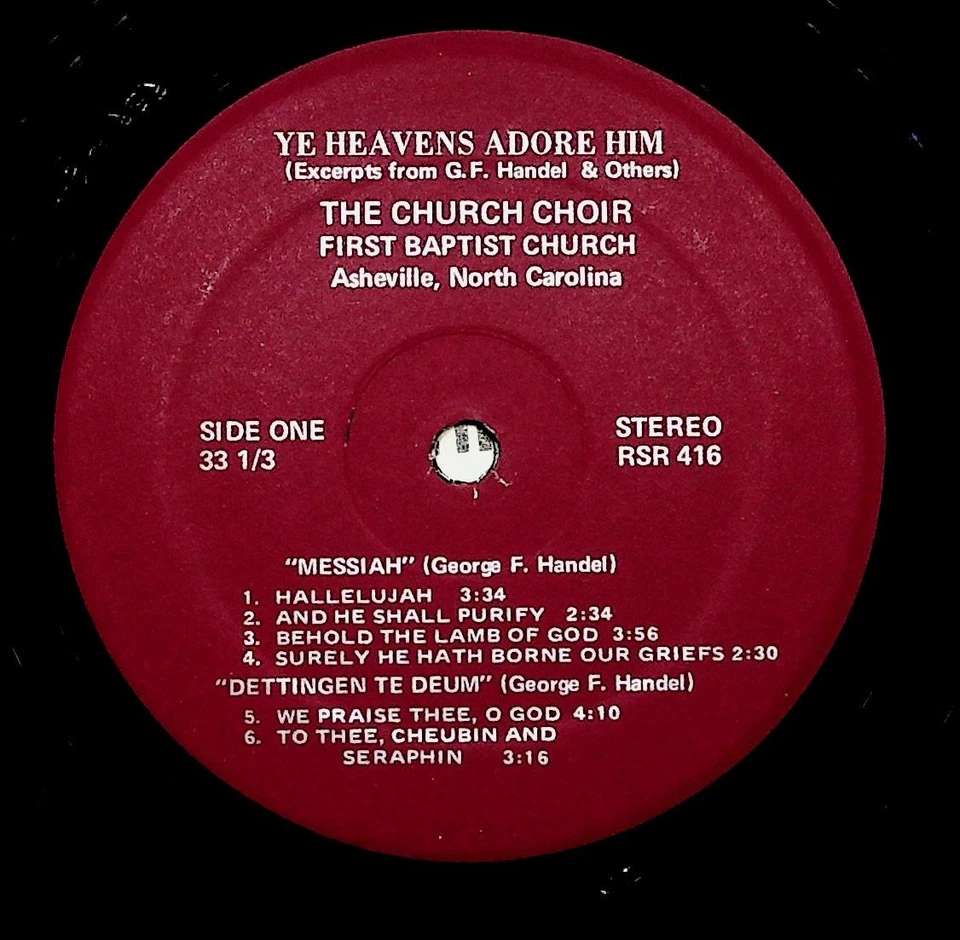 YE HEAVENS ADORE HIM
(Excerpts from G.F. Handel & Others)
THE CHURCH CHOIR
FIRST BAPTIST CHURCH
Asheville, North Carolina
SIDE ONE
33 1/3
STEREO
RSR 416
“MESSIAH” (George F. Handel)
1. HALLELUJAH 3:34
2. AND HE SHALL PURIFY 2:34
3. BEHOLD THE LAMB OF GOD 3:56
4. SURELY HE HATH BORNE OUR GRIEFS 2:30
“DETTINGEN TE DEUM” (George F. Handel)
5. WE PRAISE THEE, O GOD 4:10
6. TO THEE, CHEUBIN AND
SERAPHIN 3:16